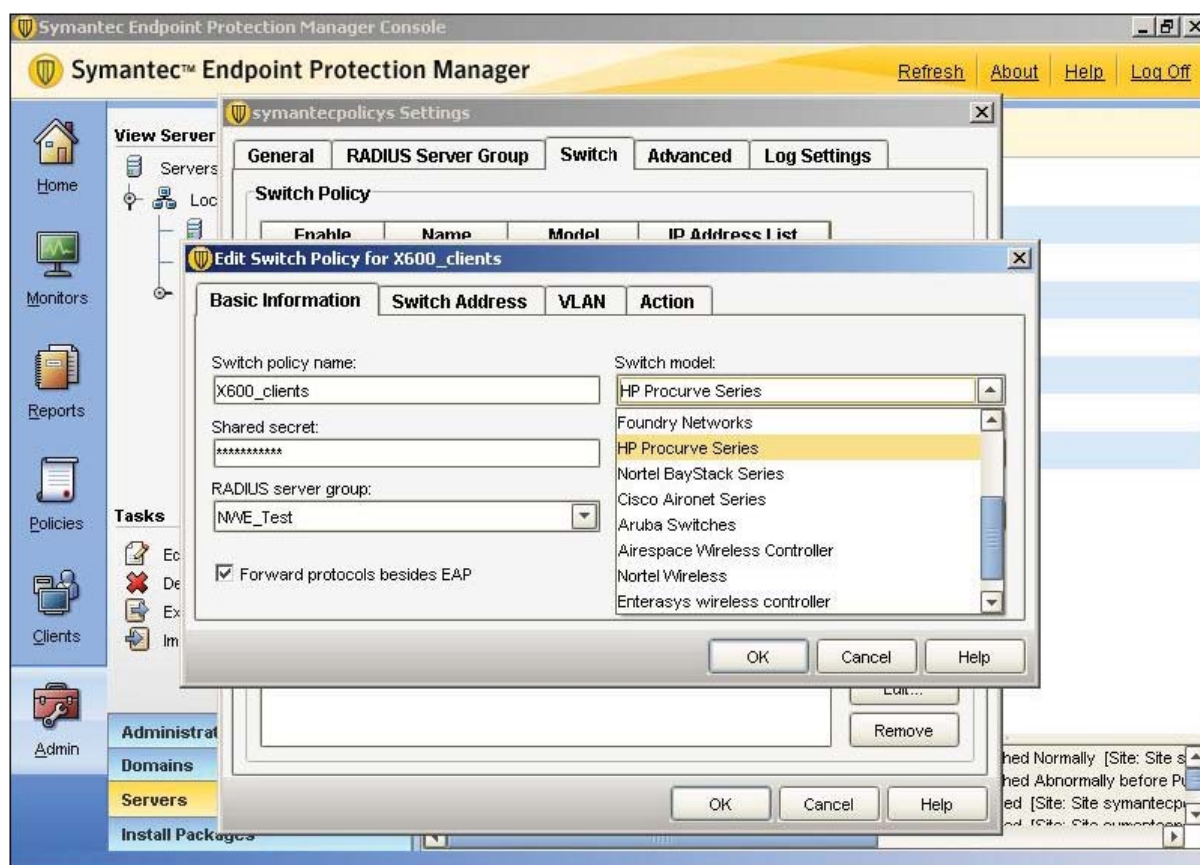 Symantec Endpoint Protection Manager Console
Symantec™ Endpoint Protection Manager
Refresh About Help Log Off
Home
Monitors
Reports
Policies
Clients
Admin
View Server
Servers
Loc
Tasks
Ec
De
Ex
Im
Administrat
Domains
Servers
Install Packages
symantecpolicys Settings
General RADIUS Server Group Switch Advanced Log Settings
Switch Policy
Enable Name Model IP Address List
Edit Switch Policy for X600_clients
Basic Information Switch Address VLAN Action
Switch policy name:
X600_clients
Shared secret:
***********
RADIUS server group:
NWE_Test
Forward protocols besides EAP
Switch model:
HP Procurve Series
Foundry Networks
HP Procurve Series
Nortel BayStack Series
Cisco Aironet Series
Aruba Switches
Airespace Wireless Controller
Nortel Wireless
Enterasys wireless controller
OK Cancel Help
Edit...
Remove
OK Cancel Help
hed Normally [Site: Site s
hed Abnormally before Pu
ed [Site: Site symantecp